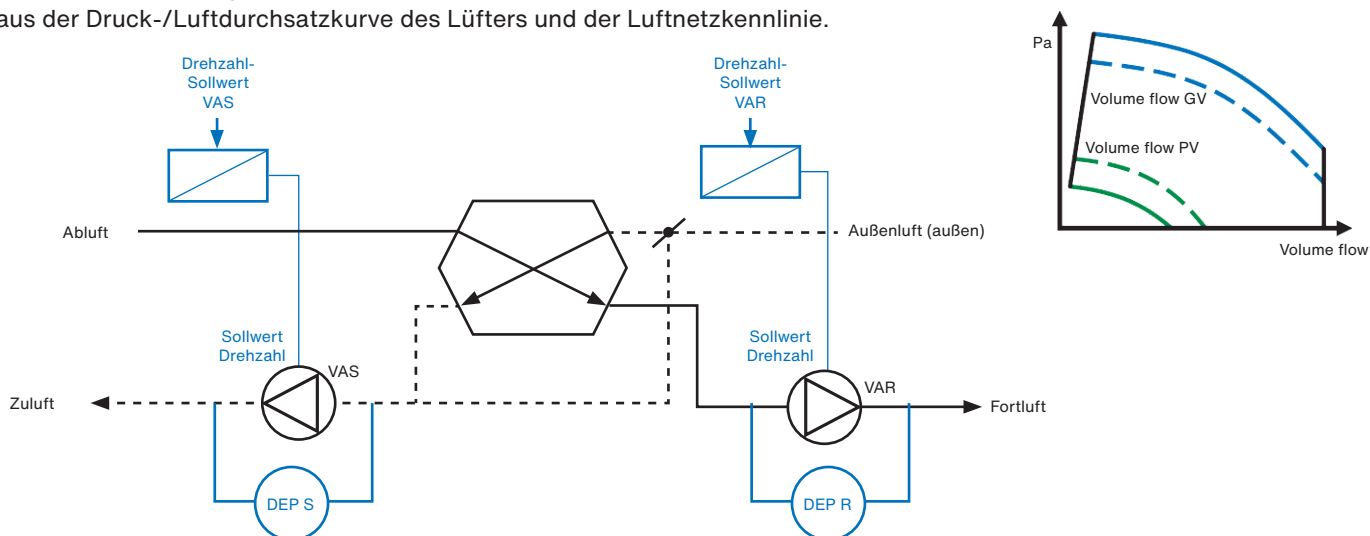 aus der Druck-/Luftdurchsatzkurve des Lüfters und der Luftnetzkennlinie.
Drehzahl-
Sollwert
VAS
Drehzahl-
Sollwert
VAR
Abluft
Außenluft (außen)
Sollwert
Drehzahl
VAS
Sollwert
Drehzahl
VAR
Zuluft
Fortluft
DEP S
DEP R
Pa
Volume flow GV
Volume flow PV
Volume flow